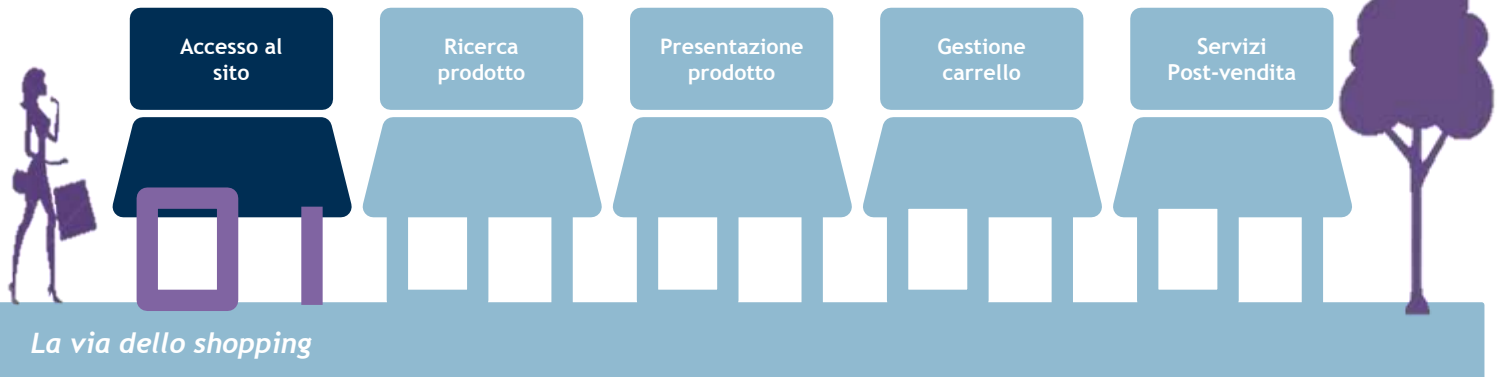 Accesso al
sito
Ricerca
prodotto
Presentazione
prodotto
Gestione
carrello
Servizi
Post-vendita
La via dello shopping